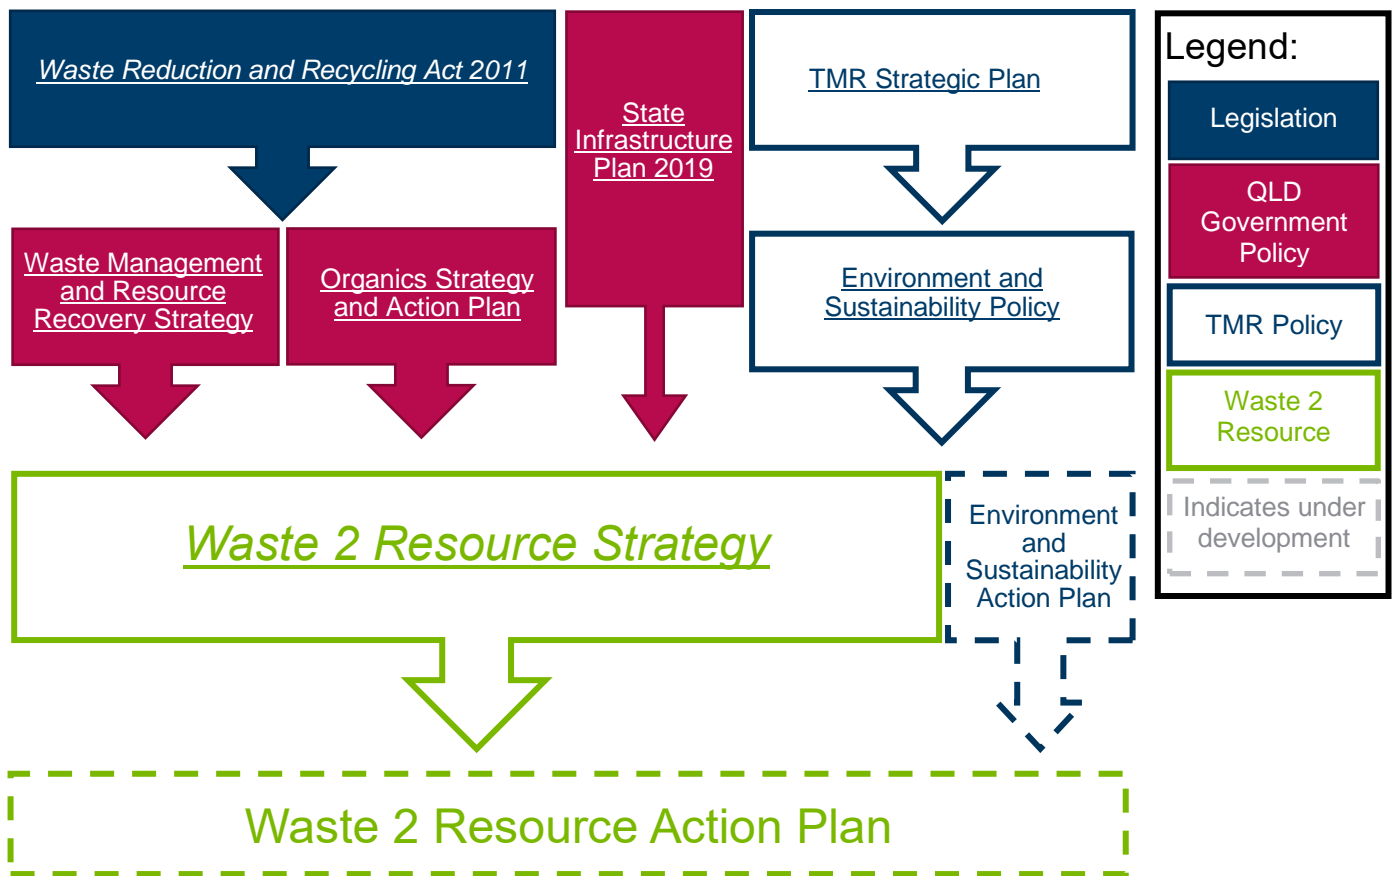 Waste Reduction and Recycling Act 2011
State
Infrastructure
Plan 2019
TMR Strategic Plan
Waste Management
and Resource
Recovery Strategy
Organics Strategy
and Action Plan
Environment and
Sustainability Policy
Waste 2 Resource Strategy
Environment
and
Sustainability
Action Plan
Waste 2 Resource Action Plan
Legend:
Legislation
QLD
Government
Policy
TMR Policy
Waste 2
Resource
Indicates under
development